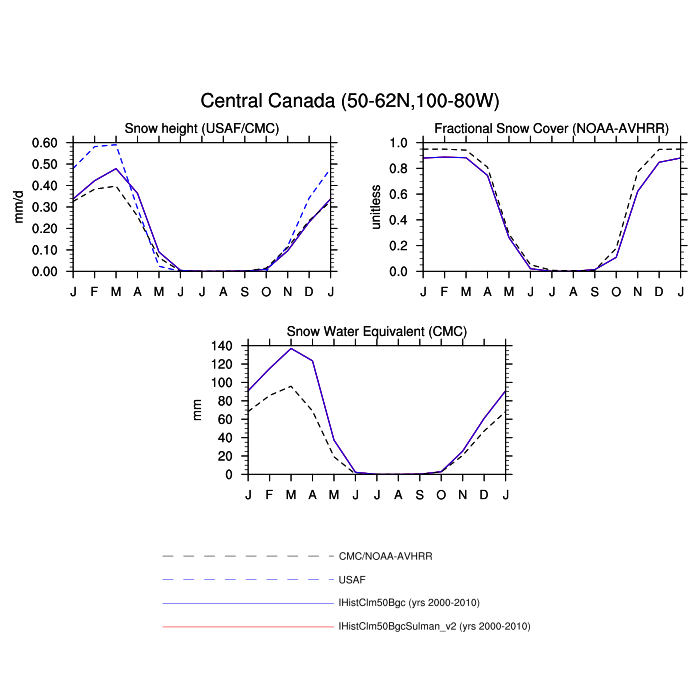 Central Canada (50-62N,100-80W)
Snow height (USAF/CMC)
0.60
0.50
0.40
0.30
0.20
0.10
0.00
mm/d
J F M A M J J A S O N D J
Fractional Snow Cover (NOAA-AVHRR)
1.0
0.8
0.6
0.4
0.2
0.0
unitless
J F M A M J J A S O N D J
Snow Water Equivalent (CMC)
140
120
100
80
60
40
20
0
mm
J F M A M J J A S O N D J
CMC/NOAA-AVHRR
USAF
IHistClm50Bgc (yrs 2000-2010)
IHistClm50BgcSulman_v2 (yrs 2000-2010)